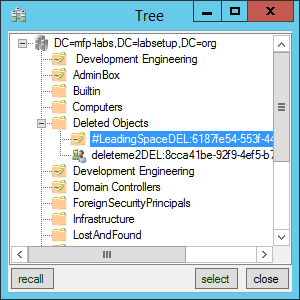 Tree
DC=mfp-labs,DC=labsetup,DC=org
Development Engineering
AdminBox
Builtin
Computers
Deleted Objects
#LeadingSpaceDEL:6187fe54-553f-44
deleteme2DEL:8cca41be-92f9-4ef5-b7
Development Engineering
Domain Controllers
ForeignSecurityPrincipals
Infrastructure
LostAndFound
recall select close